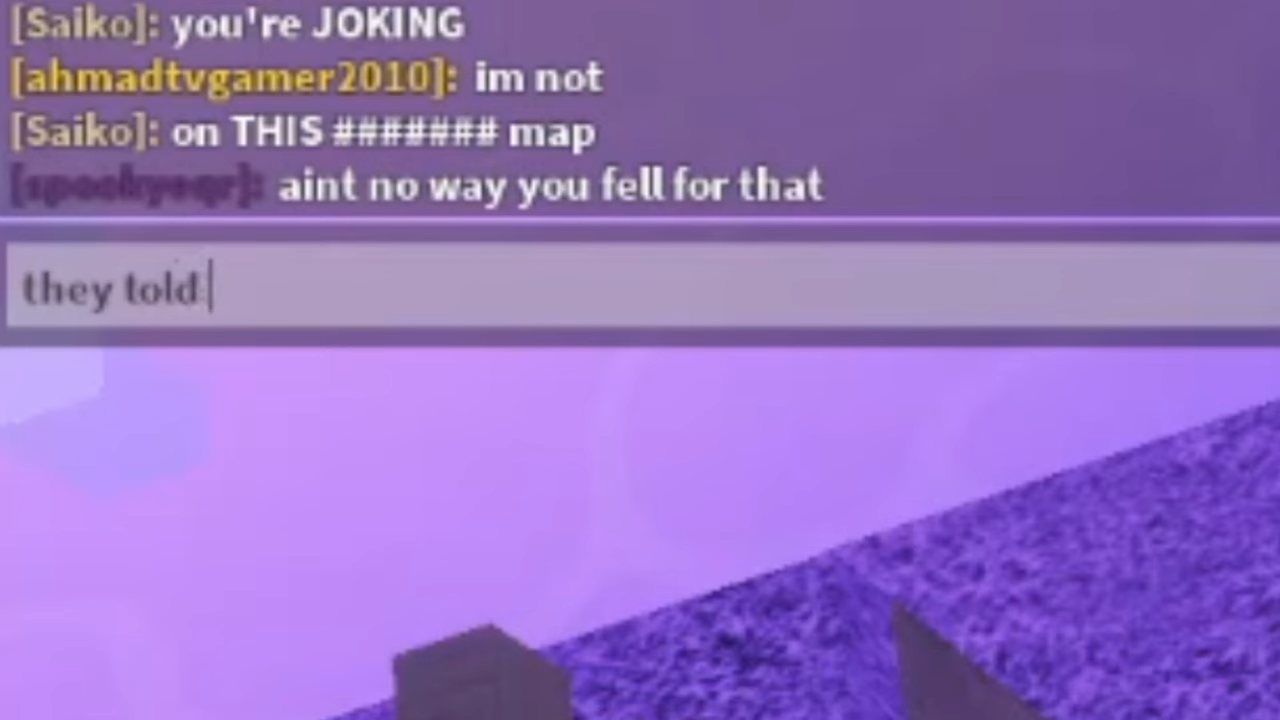 [Saiko]: you're JOKING
[ahmadtvgamer2010]: im not
[Saiko]: on THIS ####### map
[spookyeqr]: aint no way you fell for that
they told